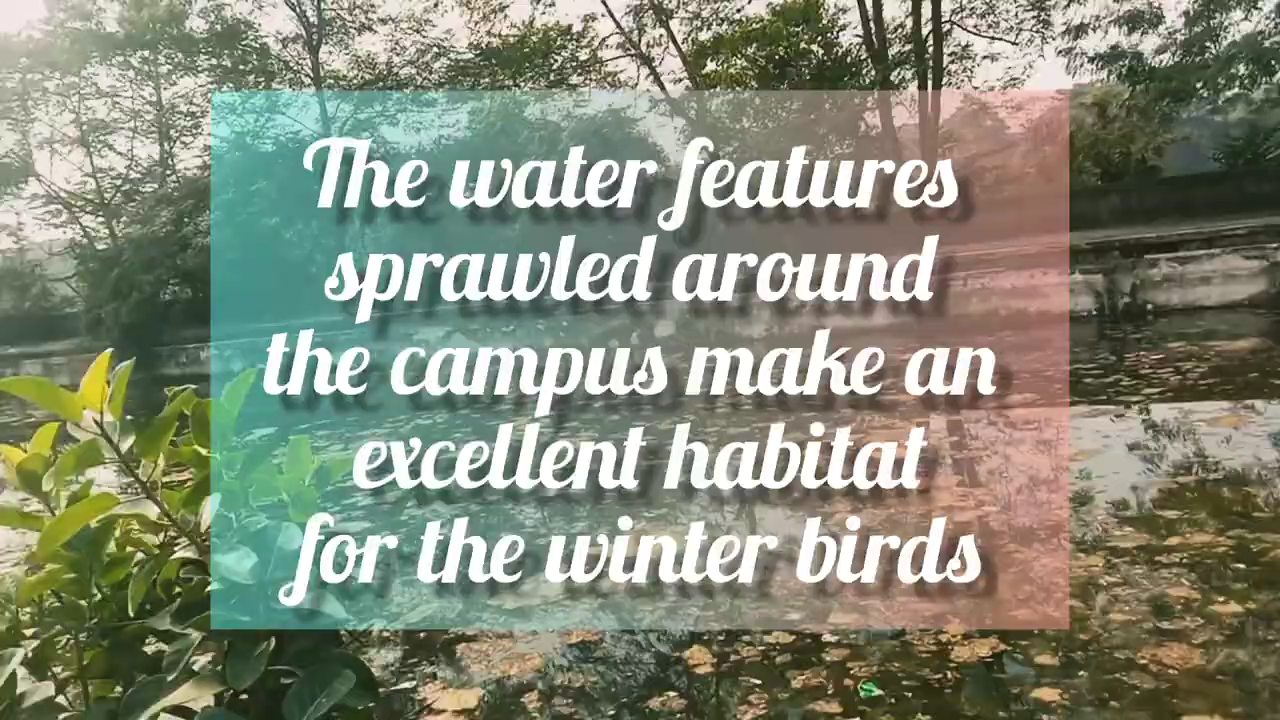 The water features
sprawled around
the campus make an
excellent habitat
for the winter birds